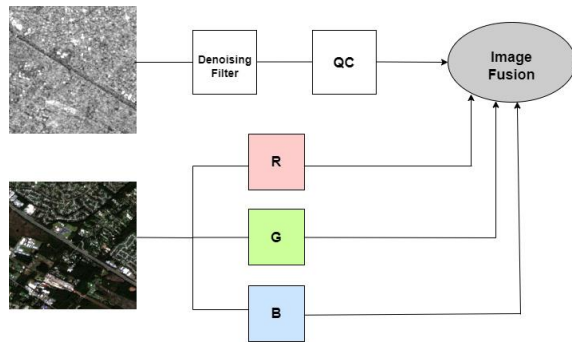 Denoising
Filter
QC
Image
Fusion
R
G
B